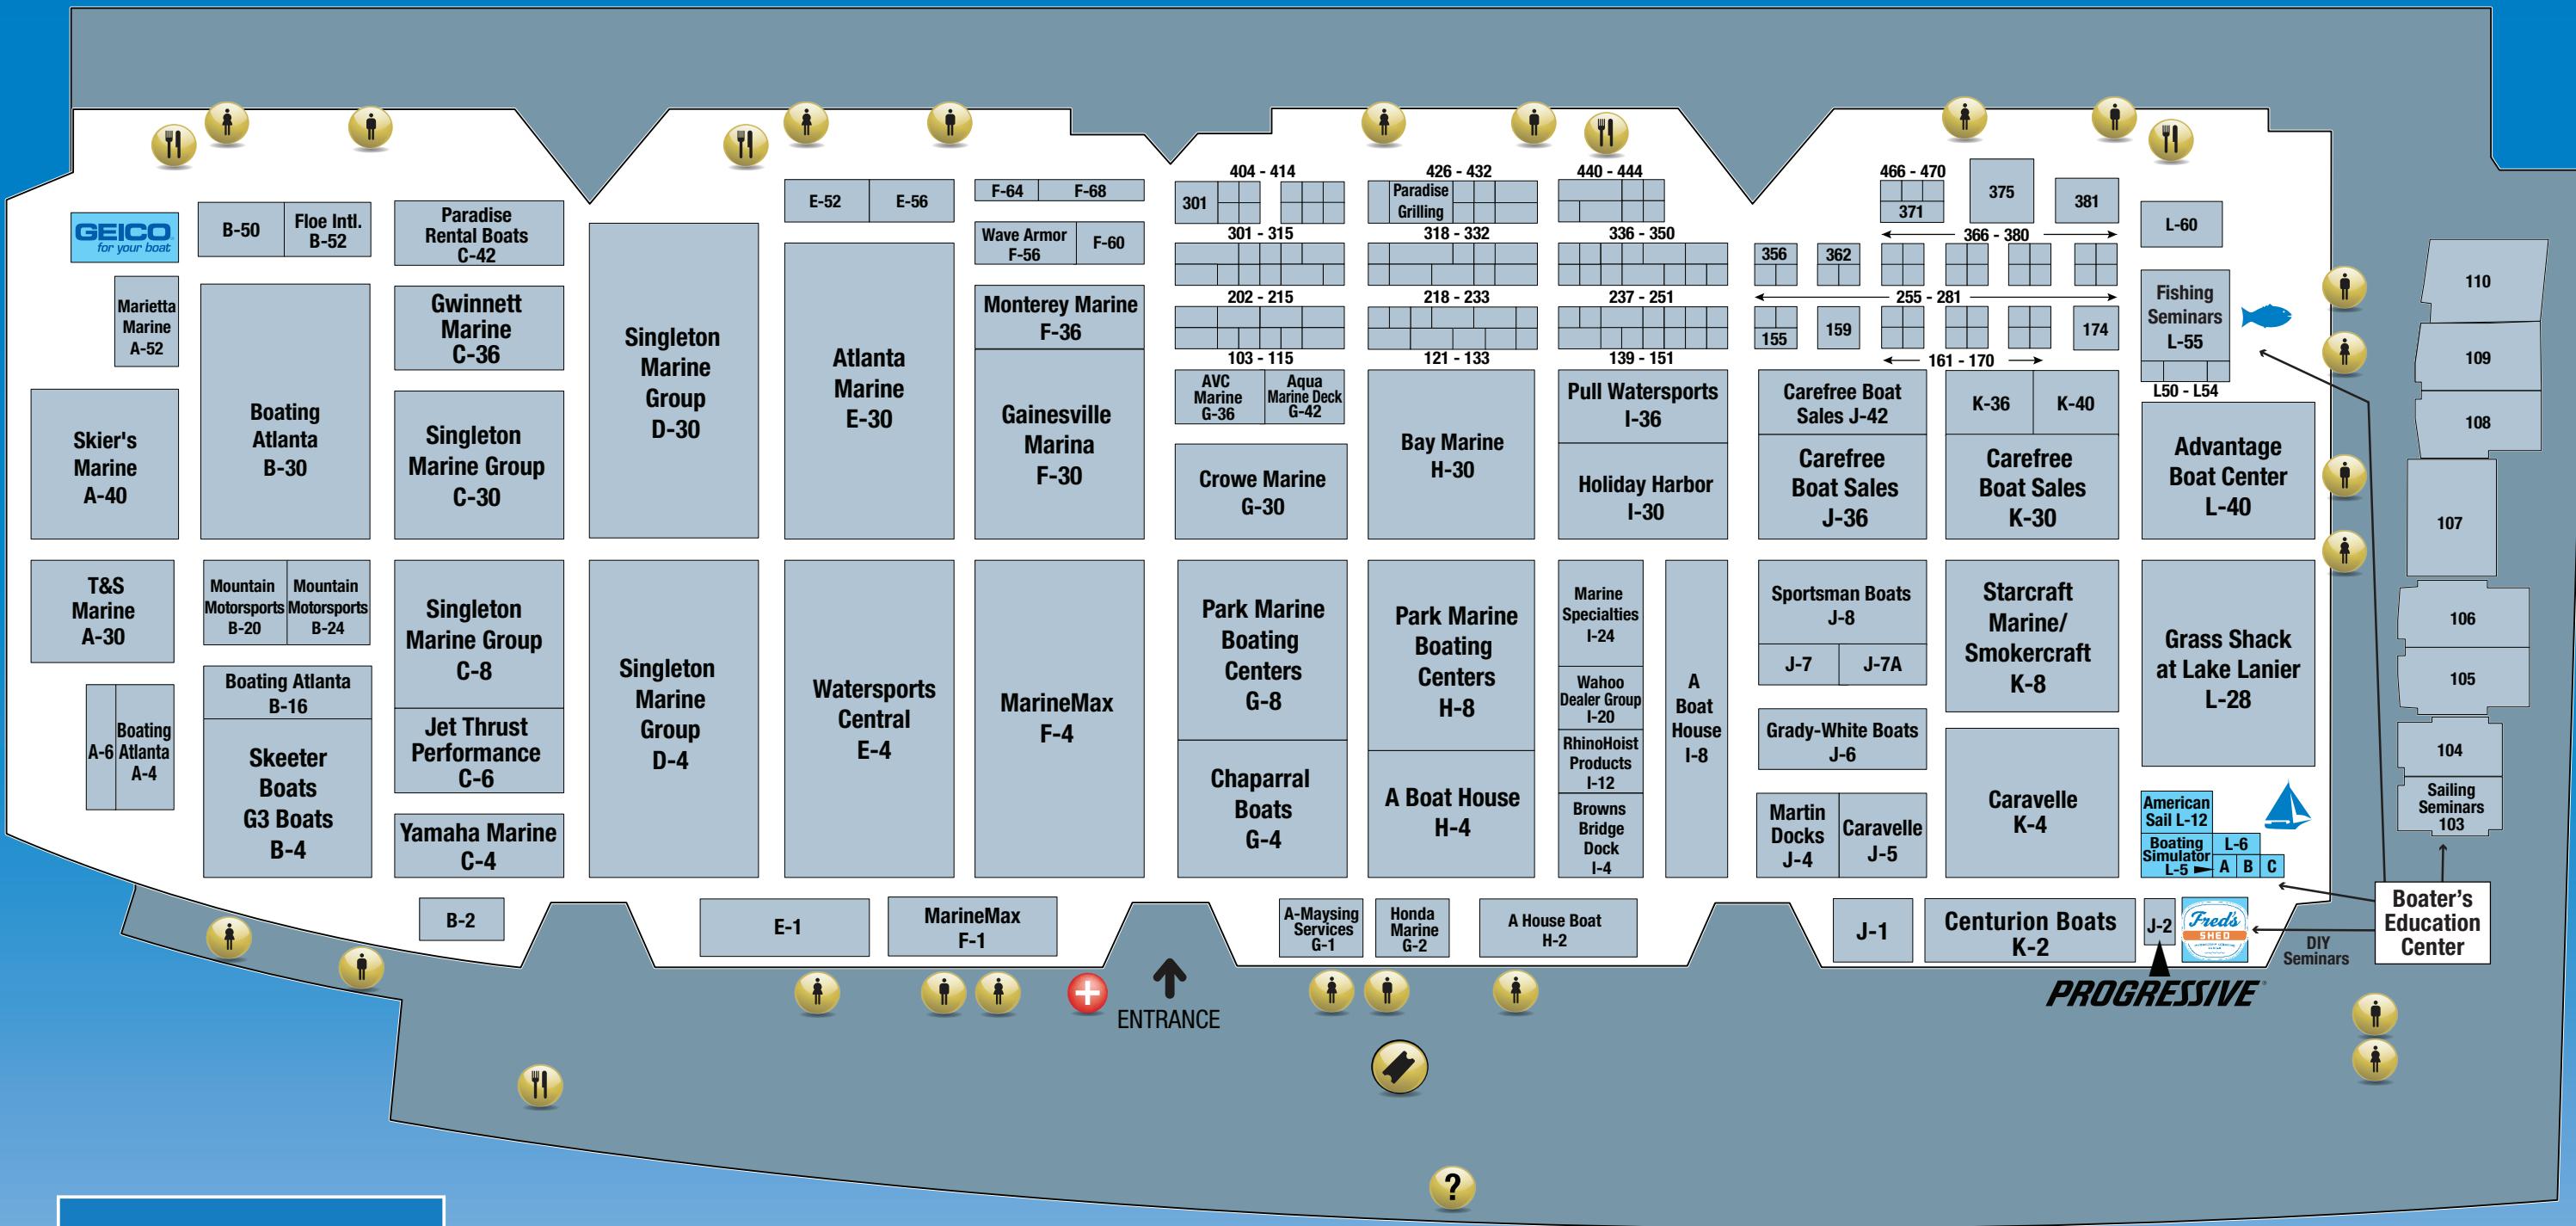 404 - 414
426 - 432
440 - 444
466 - 470
301
Paradise
Grilling
371
375
381
F-64
F-68
E-52
E-56
GEICO
for your boat
B-50
Floe Intl.
B-52
Paradise
Rental Boats
C-42
L-60
Wave Armor
F-56
F-60
301 - 315
318 - 332
336 - 350
366 - 380
356
362
110
Marietta
Marine
A-52
Gwinnett
Marine
C-36
Singleton
Marine
Group
D-30
Atlanta
Marine
E-30
Monterey Marine
F-36
202 - 215
218 - 233
237 - 251
255 - 281
155
159
174
Fishing
Seminars
L-55
109
103 - 115
121 - 133
139 - 151
161 - 170
L50 - L54
108
Skier's
Marine
A-40
Boating
Atlanta
B-30
Singleton
Marine Group
C-30
Gainesville
Marina
F-30
AVC
Marine
G-36
Aqua
Marine Deck
G-42
Crowe Marine
G-30
Bay Marine
H-30
Pull Watersports
I-36
Holiday Harbor
I-30
Carefree Boat
Sales J-42
Carefree
Boat Sales
J-36
K-36
K-40
Carefree
Boat Sales
K-30
Advantage
Boat Center
L-40
107
T&S
Marine
A-30
Mountain
Motorsports
B-20
Mountain
Motorsports
B-24
Singleton
Marine Group
C-8
Singleton
Marine
Group
D-4
Watersports
Central
E-4
MarineMax
F-4
Park Marine
Boating
Centers
G-8
Park Marine
Boating
Centers
H-8
Marine
Specialties
I-24
Wahoo
Dealer Group
I-20
RhinoHoist
Products
I-12
Browns
Bridge
Dock
I-4
A
Boat
House
I-8
Sportsman Boats
J-8
J-7
J-7A
Grady-White Boats
J-6
Starcraft
Marine/
Smokercraft
K-8
Grass Shack
at Lake Lanier
L-28
106
105
104
Sailing
Seminars
103
A-6
Boating
Atlanta
A-4
Boating Atlanta
B-16
Skeeter
Boats
G3 Boats
B-4
Jet Thrust
Performance
C-6
Yamaha Marine
C-4
Chaparral
Boats
G-4
A Boat House
H-4
Martin
Docks
J-4
Caravelle
J-5
Caravelle
K-4
American
Sail L-12
Boating
Simulator
L-5
L-6
A
B
C
B-2
E-1
MarineMax
F-1
A-Maysing
Services
G-1
Honda
Marine
G-2
A House Boat
H-2
J-1
Centurion Boats
K-2
J-2
Fred's
SHED
DIY
Seminars
Boater's
Education
Center
PROGRESSIVE
ENTRANCE
?